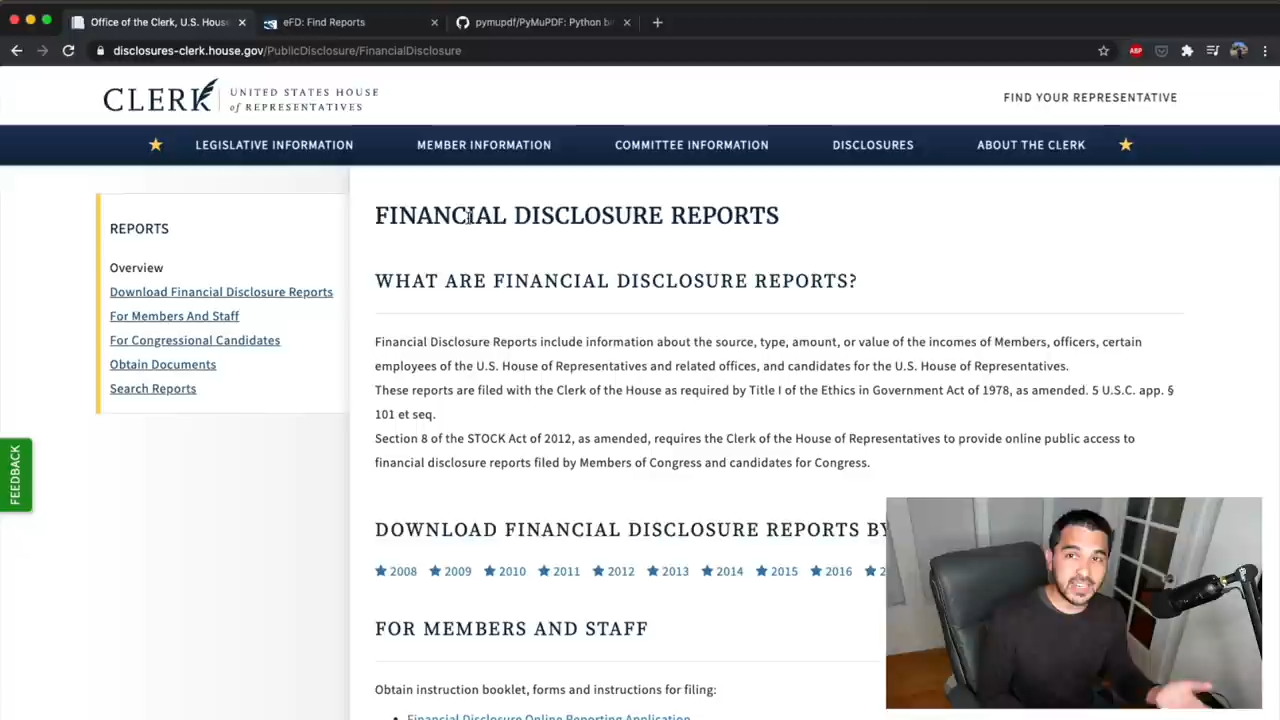 Office of the Clerk, U.S. House
eFD: Find Reports
pymupdf/PyMuPDF: Python bi
disclosures-clerk.house.gov/PublicDisclosure/FinancialDisclosure
ABP
CLERK
UNITED STATES HOUSE
of REPRESENTATIVES
FIND YOUR REPRESENTATIVE
LEGISLATIVE INFORMATION
MEMBER INFORMATION
COMMITTEE INFORMATION
DISCLOSURES
ABOUT THE CLERK
REPORTS
Overview
Download Financial Disclosure Reports
For Members And Staff
For Congressional Candidates
Obtain Documents
Search Reports
FEEDBACK
FINANCIAL DISCLOSURE REPORTS
WHAT ARE FINANCIAL DISCLOSURE REPORTS?
Financial Disclosure Reports include information about the source, type, amount, or value of the incomes of Members, officers, certain
employees of the U.S. House of Representatives and related offices, and candidates for the U.S. House of Representatives.
These reports are filed with the Clerk of the House as required by Title I of the Ethics in Government Act of 1978, as amended. 5 U.S.C. app. §
101 et seq.
Section 8 of the STOCK Act of 2012, as amended, requires the Clerk of the House of Representatives to provide online public access to
financial disclosure reports filed by Members of Congress and candidates for Congress.
DOWNLOAD FINANCIAL DISCLOSURE REPORTS BY
2008 2009 2010 2011 2012 2013 2014 2015 2016 2
FOR MEMBERS AND STAFF
Obtain instruction booklet, forms and instructions for filing:
Financial Disclosure Online Reporting Application